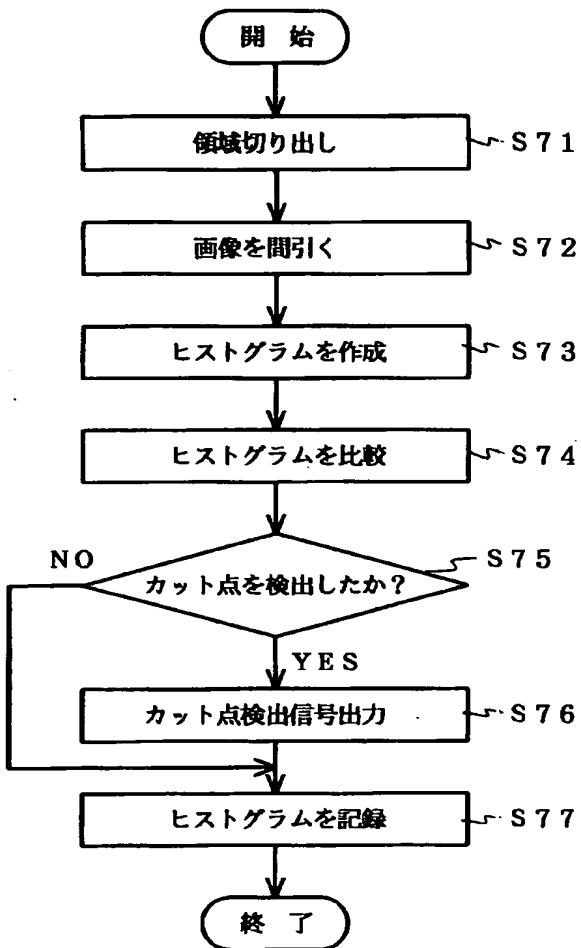 開 始
領域切り出し S71
画像を間引く S72
ヒストグラムを作成 S73
ヒストグラムを比較 S74
カット点を検出したか? S75
NO
YES
カット点検出信号出力 S76
ヒストグラムを記録 S77
終 了